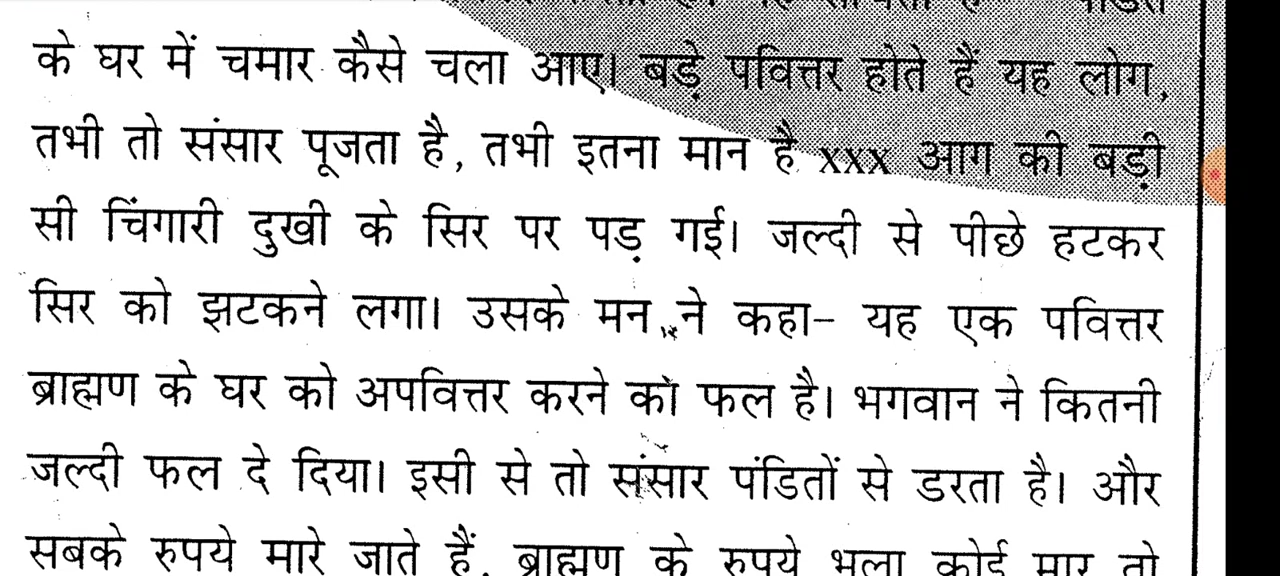 के घर में चमार कैसे चला आए। बड़े पवित्तर होते हैं यह लोग,
तभी तो संसार पूजता है, तभी इतना मान है xxx आग की बड़ी
सी चिंगारी दुखी के सिर पर पड़ गई। जल्दी से पीछे हटकर
सिर को झटकने लगा। उसके मन ने कहा– यह एक पवित्तर
ब्राह्मण के घर को अपवित्तर करने का फल है। भगवान ने कितनी
जल्दी फल दे दिया। इसी से तो संसार पंडितों से डरता है। और
सबके रुपये मारे जाते हैं, ब्राह्मण के रुपये भला कोई मार तो